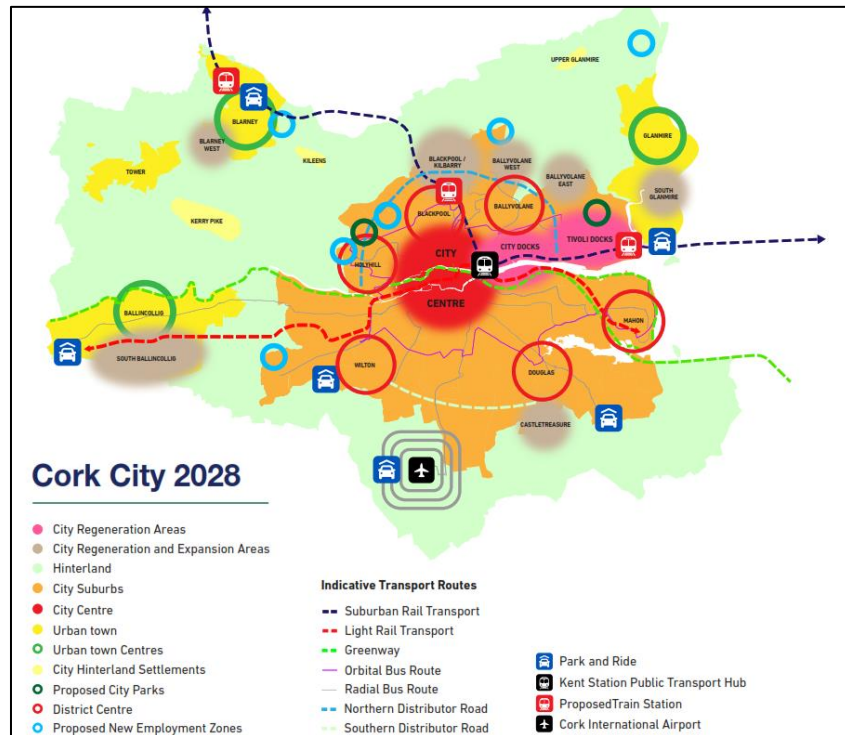 UPPER GLANMIRE
BLARNEY
GLANMIRE
BLARNEY
WEST
KILEENS
BLACKPOOL /
KILBARRY
BALLYVOLANE
WEST
BALLYVOLANE
EAST
TOWER
SOUTH
GLANMIRE
KERRY PIKE
BLACKPOOL
BALLYVOLANE
HOLYHILL
CITY
CENTRE
CITY DOCKS
TIVOLI DOCKS
BALLINCOLLIG
MAHON
SOUTH BALLINCOLLIG
WILTON
DOUGLAS
CASTLETREASURE
Cork City 2028
City Regeneration Areas
City Regeneration and Expansion Areas
Hinterland
City Suburbs
City Centre
Urban town
Urban town Centres
City Hinterland Settlements
Proposed City Parks
District Centre
Proposed New Employment Zones
Indicative Transport Routes
Suburban Rail Transport
Light Rail Transport
Greenway
Orbital Bus Route
Radial Bus Route
Northern Distributor Road
Southern Distributor Road
Park and Ride
Kent Station Public Transport Hub
ProposedTrain Station
Cork International Airport